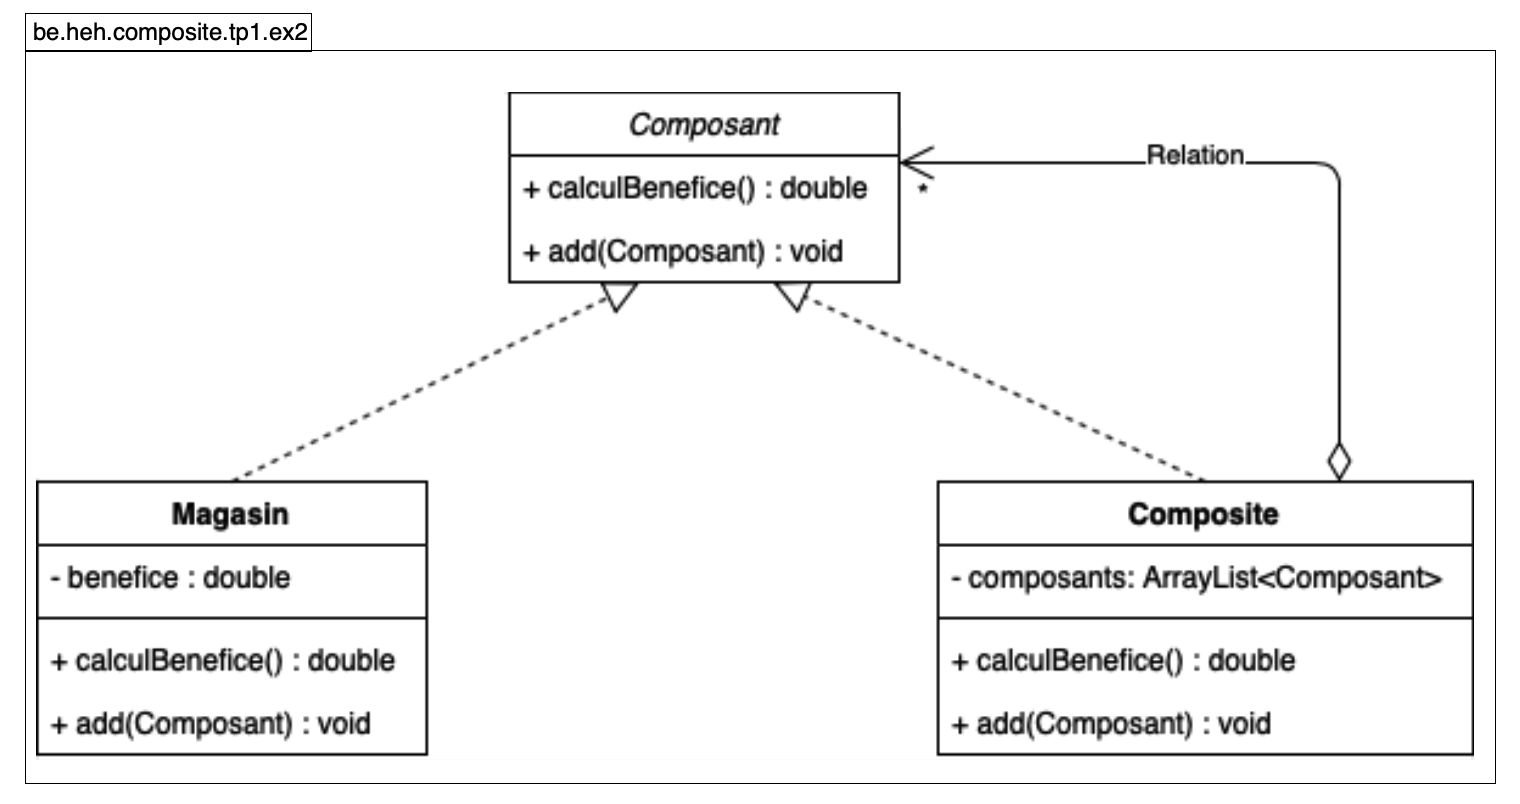 be.heh.composite.tp1.ex2
Composant
+ calculBenefice() : double
+ add(Composant) : void
Relation
*
Magasin
- benefice : double
+ calculBenefice() : double
+ add(Composant) : void
Composite
- composants: ArrayList<Composant>
+ calculBenefice() : double
+ add(Composant) : void